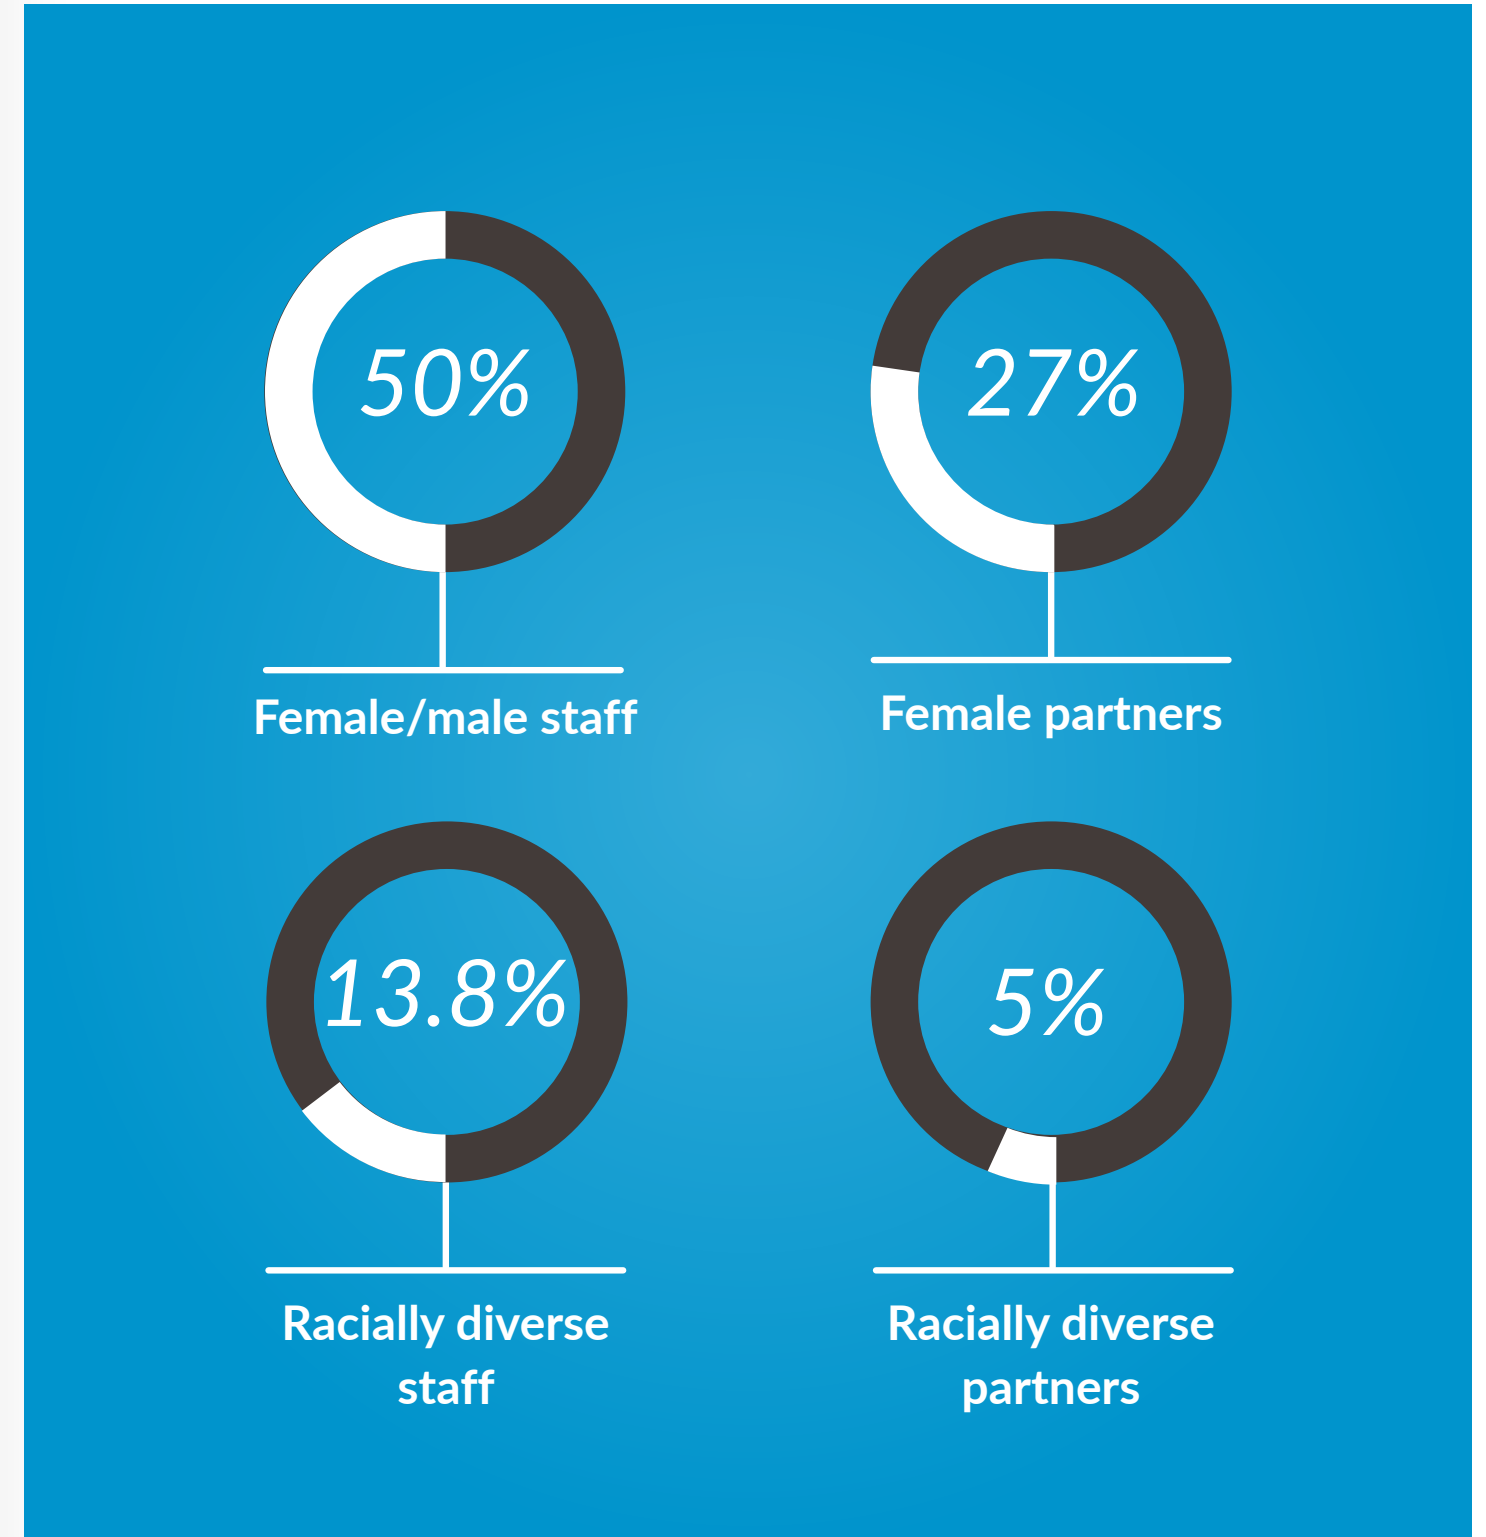 50%
27%
Female/male staff
Female partners
13.8%
5%
Racially diverse
staff
Racially diverse
partners